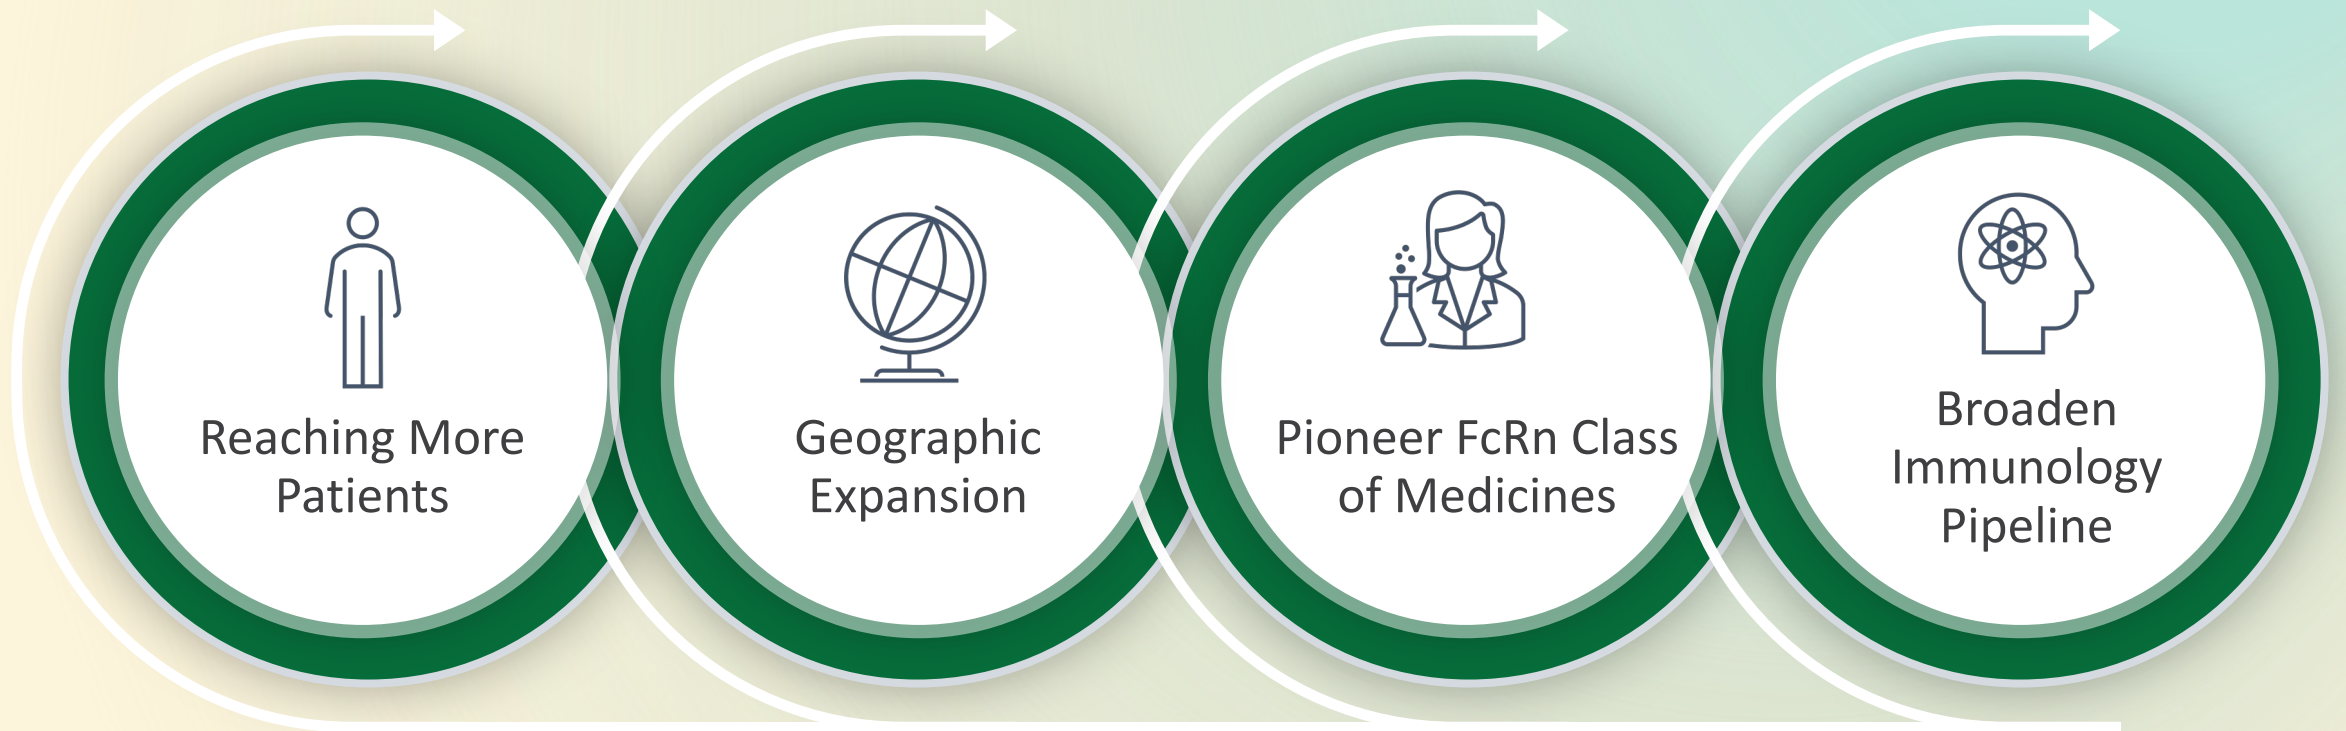 Reaching More
Patients
Geographic
Expansion
Pioneer FcRn Class
of Medicines
Broaden
Immunology
Pipeline